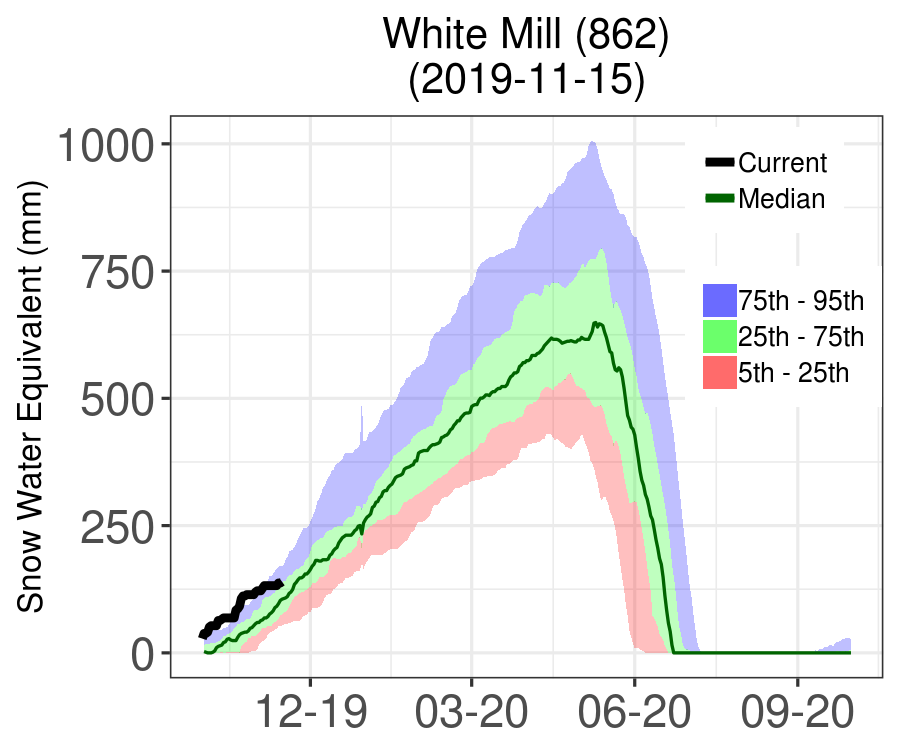 White Mill (862)
(2019-11-15)
Snow Water Equivalent (mm)
1000
750
500
250
0
Current
Median
75th - 95th
25th - 75th
5th - 25th
12-19
03-20
06-20
09-20